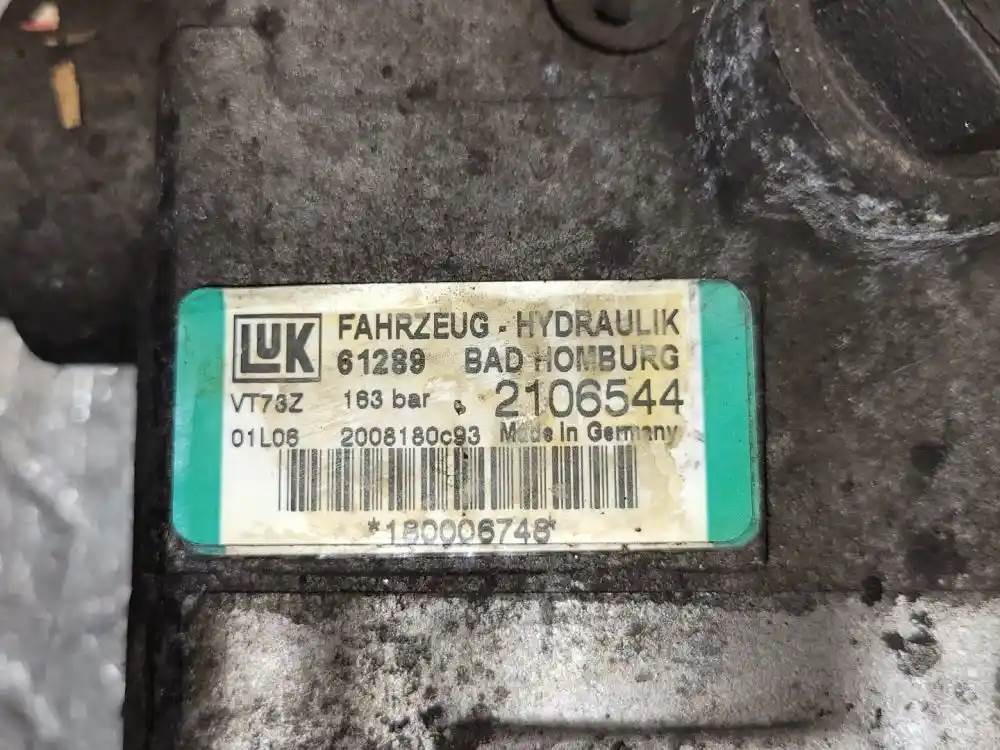 LUK
FAHRZEUG - HYDRAULIK
61289 BAD HOMBURG
VT73Z 163 bar 2106544
01L06 2008180c93 Made in Germany
*180006748*